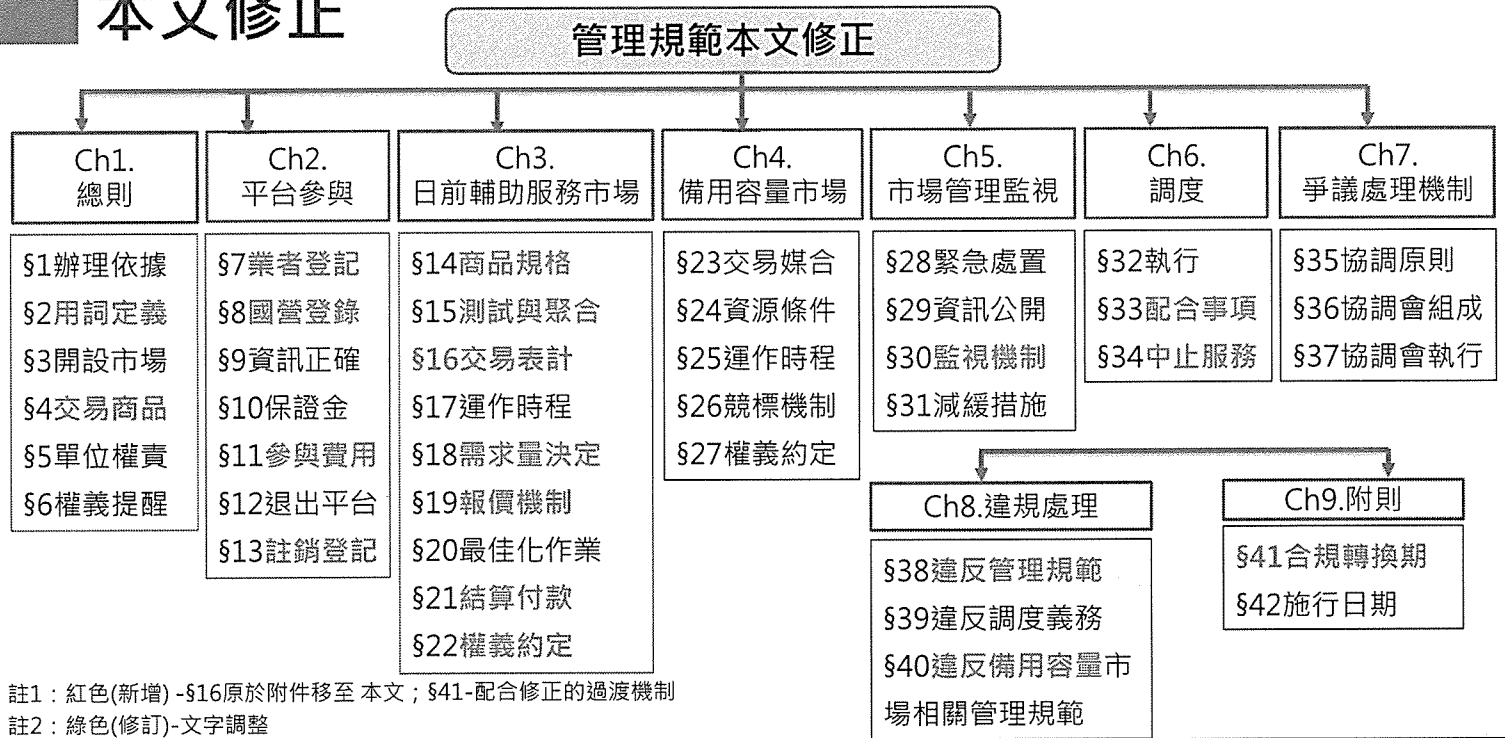 本文修正
管理規範本文修正
Ch1.
總則
§1辦理依據
§2用詞定義
§3開設市場
§4交易商品
§5單位權責
§6權義提醒
Ch2.
平台參與
§7業者登記
§8國營登錄
§9資訊正確
§10保證金
§11參與費用
§12退出平台
§13註銷登記
Ch3.
日前輔助服務市場
§14商品規格
§15測試與聚合
§16交易表計
§17運作時程
§18需求量決定
§19報價機制
§20最佳化作業
§21結算付款
§22權義約定
Ch4.
備用容量市場
§23交易媒合
§24資源條件
§25運作時程
§26競標機制
§27權義約定
Ch5.
市場管理監視
§28緊急處置
§29資訊公開
§30監視機制
§31減緩措施
Ch6.
調度
§32執行
§33配合事項
§34中止服務
Ch7.
爭議處理機制
§35協調原則
§36協調會組成
§37協調會執行
Ch8.違規處理
§38違反管理規範
§39違反調度義務
§40違反備用容量市
場相關管理規範
Ch9.附則
§41合規轉換期
§42施行日期
註1：紅色(新增) -§16原於附件移至 本文；§41-配合修正的過渡機制
註2：綠色(修訂)-文字調整